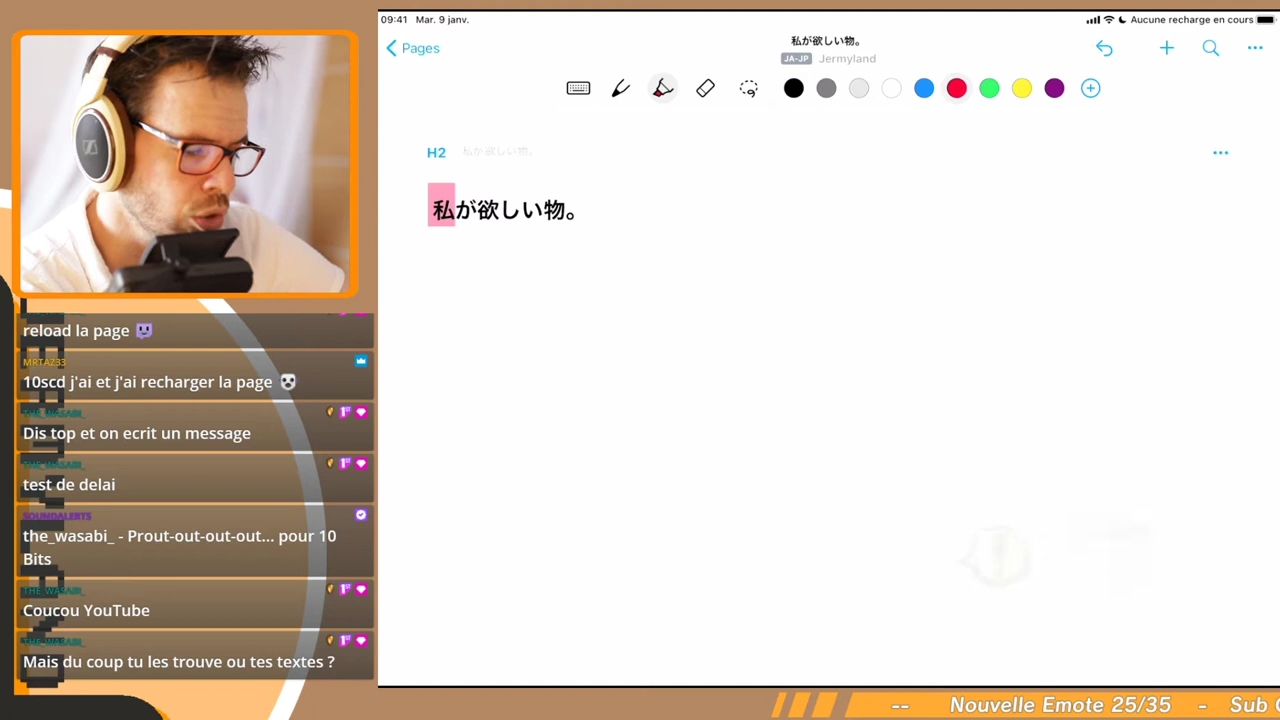 09:41 Mar. 9 janv.
Aucune recharge en cours
Pages
私が欲しい物。
JA-JP Jermyland
H2 私が欲しい物。
私が欲しい物。
reload la page
MRTAZ33
10scd j'ai et j'ai recharger la page
THE_WASABI_
Dis top et on ecrit un message
THE_WASABI_
test de delai
SOUNDALERTS
the_wasabi_ - Prout-out-out-out... pour 10
Bits
THE_WASABI_
Coucou YouTube
THE_WASABI_
Mais du coup tu les trouve ou tes textes ?
-- Nouvelle Emote 25/35 - Sub